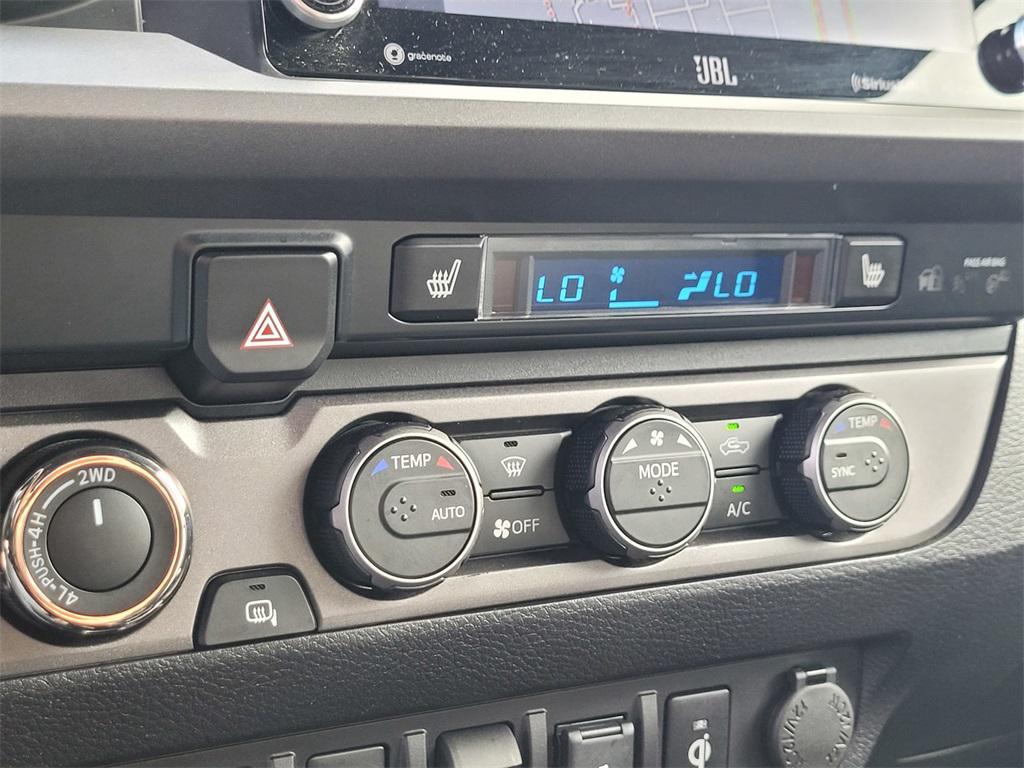 gracenote
JBL
PASS AIR BAG
LO LO
2WD
4L-PUSH-4H
TEMP
AUTO
OFF
MODE
A/C
TEMP
SYNC